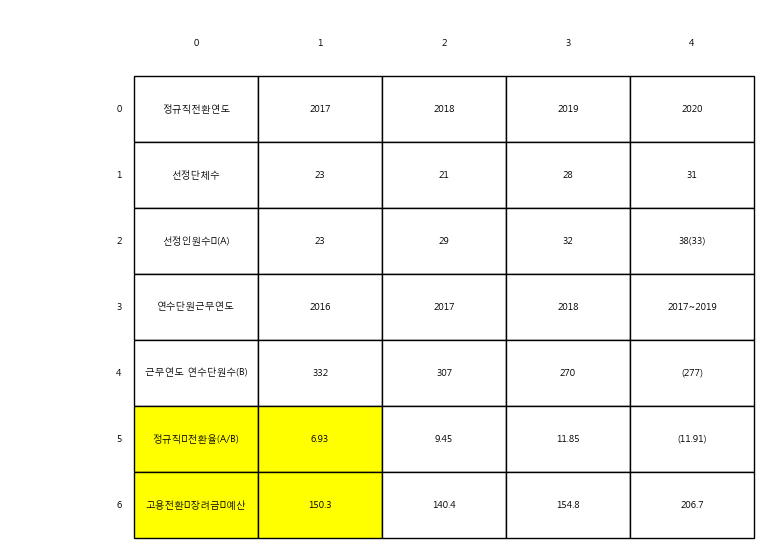 0 1 2 3 4
0 정규직전환연도 2017 2018 2019 2020
1 선정단체수 23 21 28 31
2 선정인원수▯(A) 23 29 32 38(33)
3 연수단원근무연도 2016 2017 2018 2017~2019
4 근무연도 연수단원수(B) 332 307 270 (277)
5 정규직▯전환율(A/B) 6.93 9.45 11.85 (11.91)
6 고용전환▯장려금▯예산 150.3 140.4 154.8 206.7